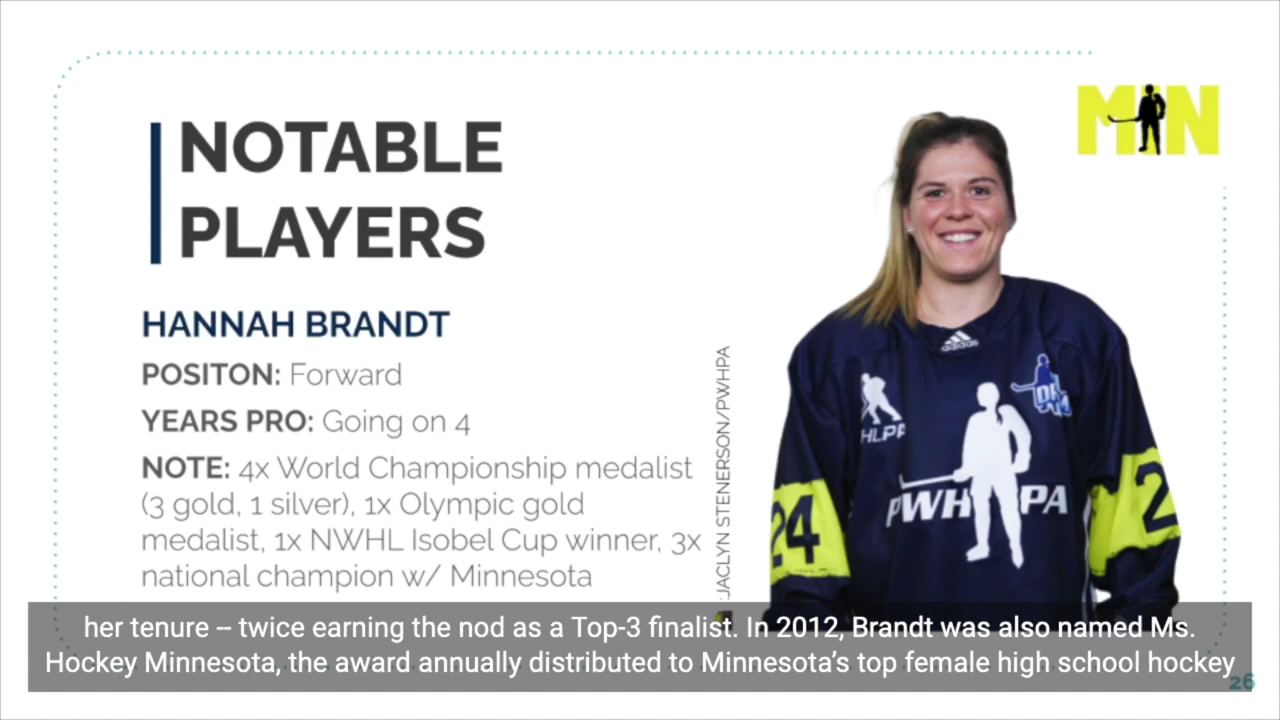 NOTABLE
PLAYERS
MIN
HANNAH BRANDT
POSITON: Forward
YEARS PRO: Going on 4
NOTE: 4x World Championship medalist
(3 gold, 1 silver), 1x Olympic gold
medalist, 1x NWHL Isobel Cup winner, 3x
national champion w/ Minnesota
JACLYN STENERSON/PWHPA
adidas
HLPA
PWHPA
24
2
her tenure -- twice earning the nod as a Top-3 finalist. In 2012, Brandt was also named Ms.
Hockey Minnesota, the award annually distributed to Minnesota's top female high school hockey
26